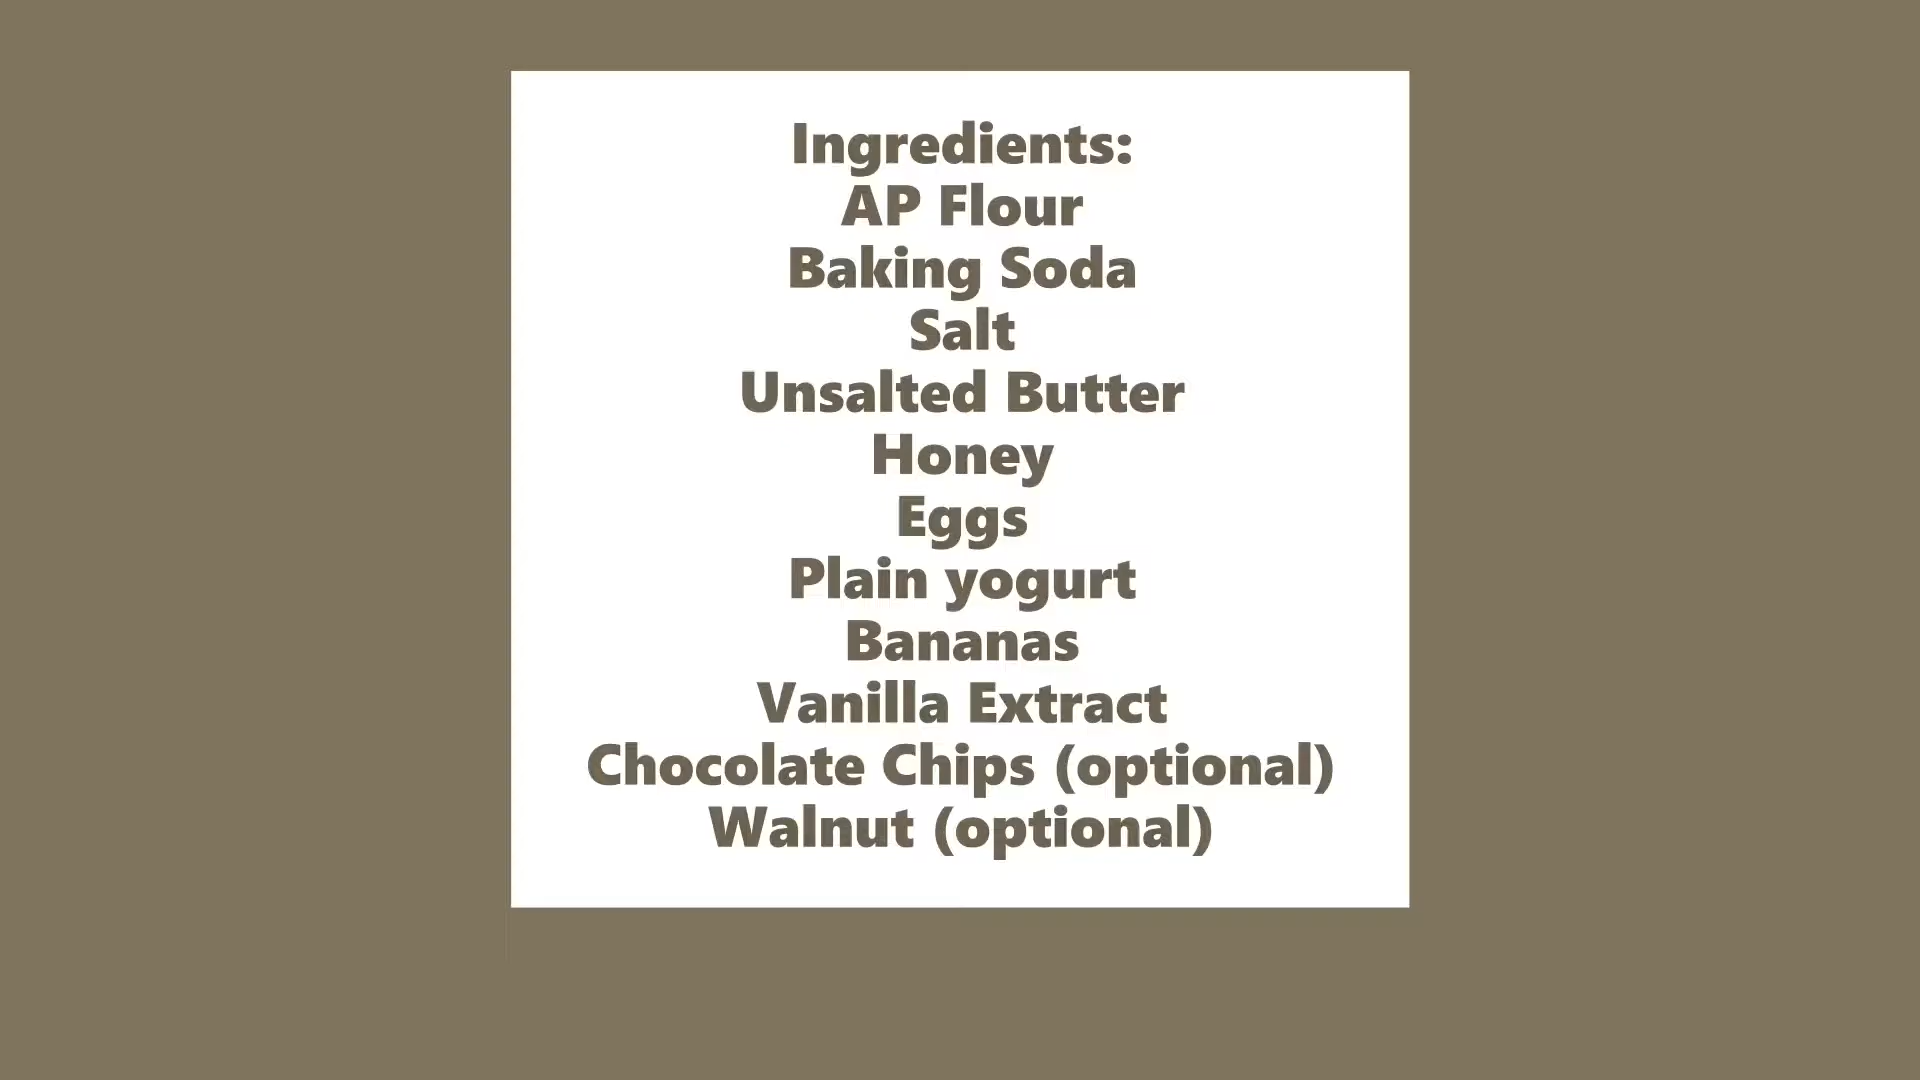 Ingredients:
AP Flour
Baking Soda
Salt
Unsalted Butter
Honey
Eggs
Plain yogurt
Bananas
Vanilla Extract
Chocolate Chips (optional)
Walnut (optional)